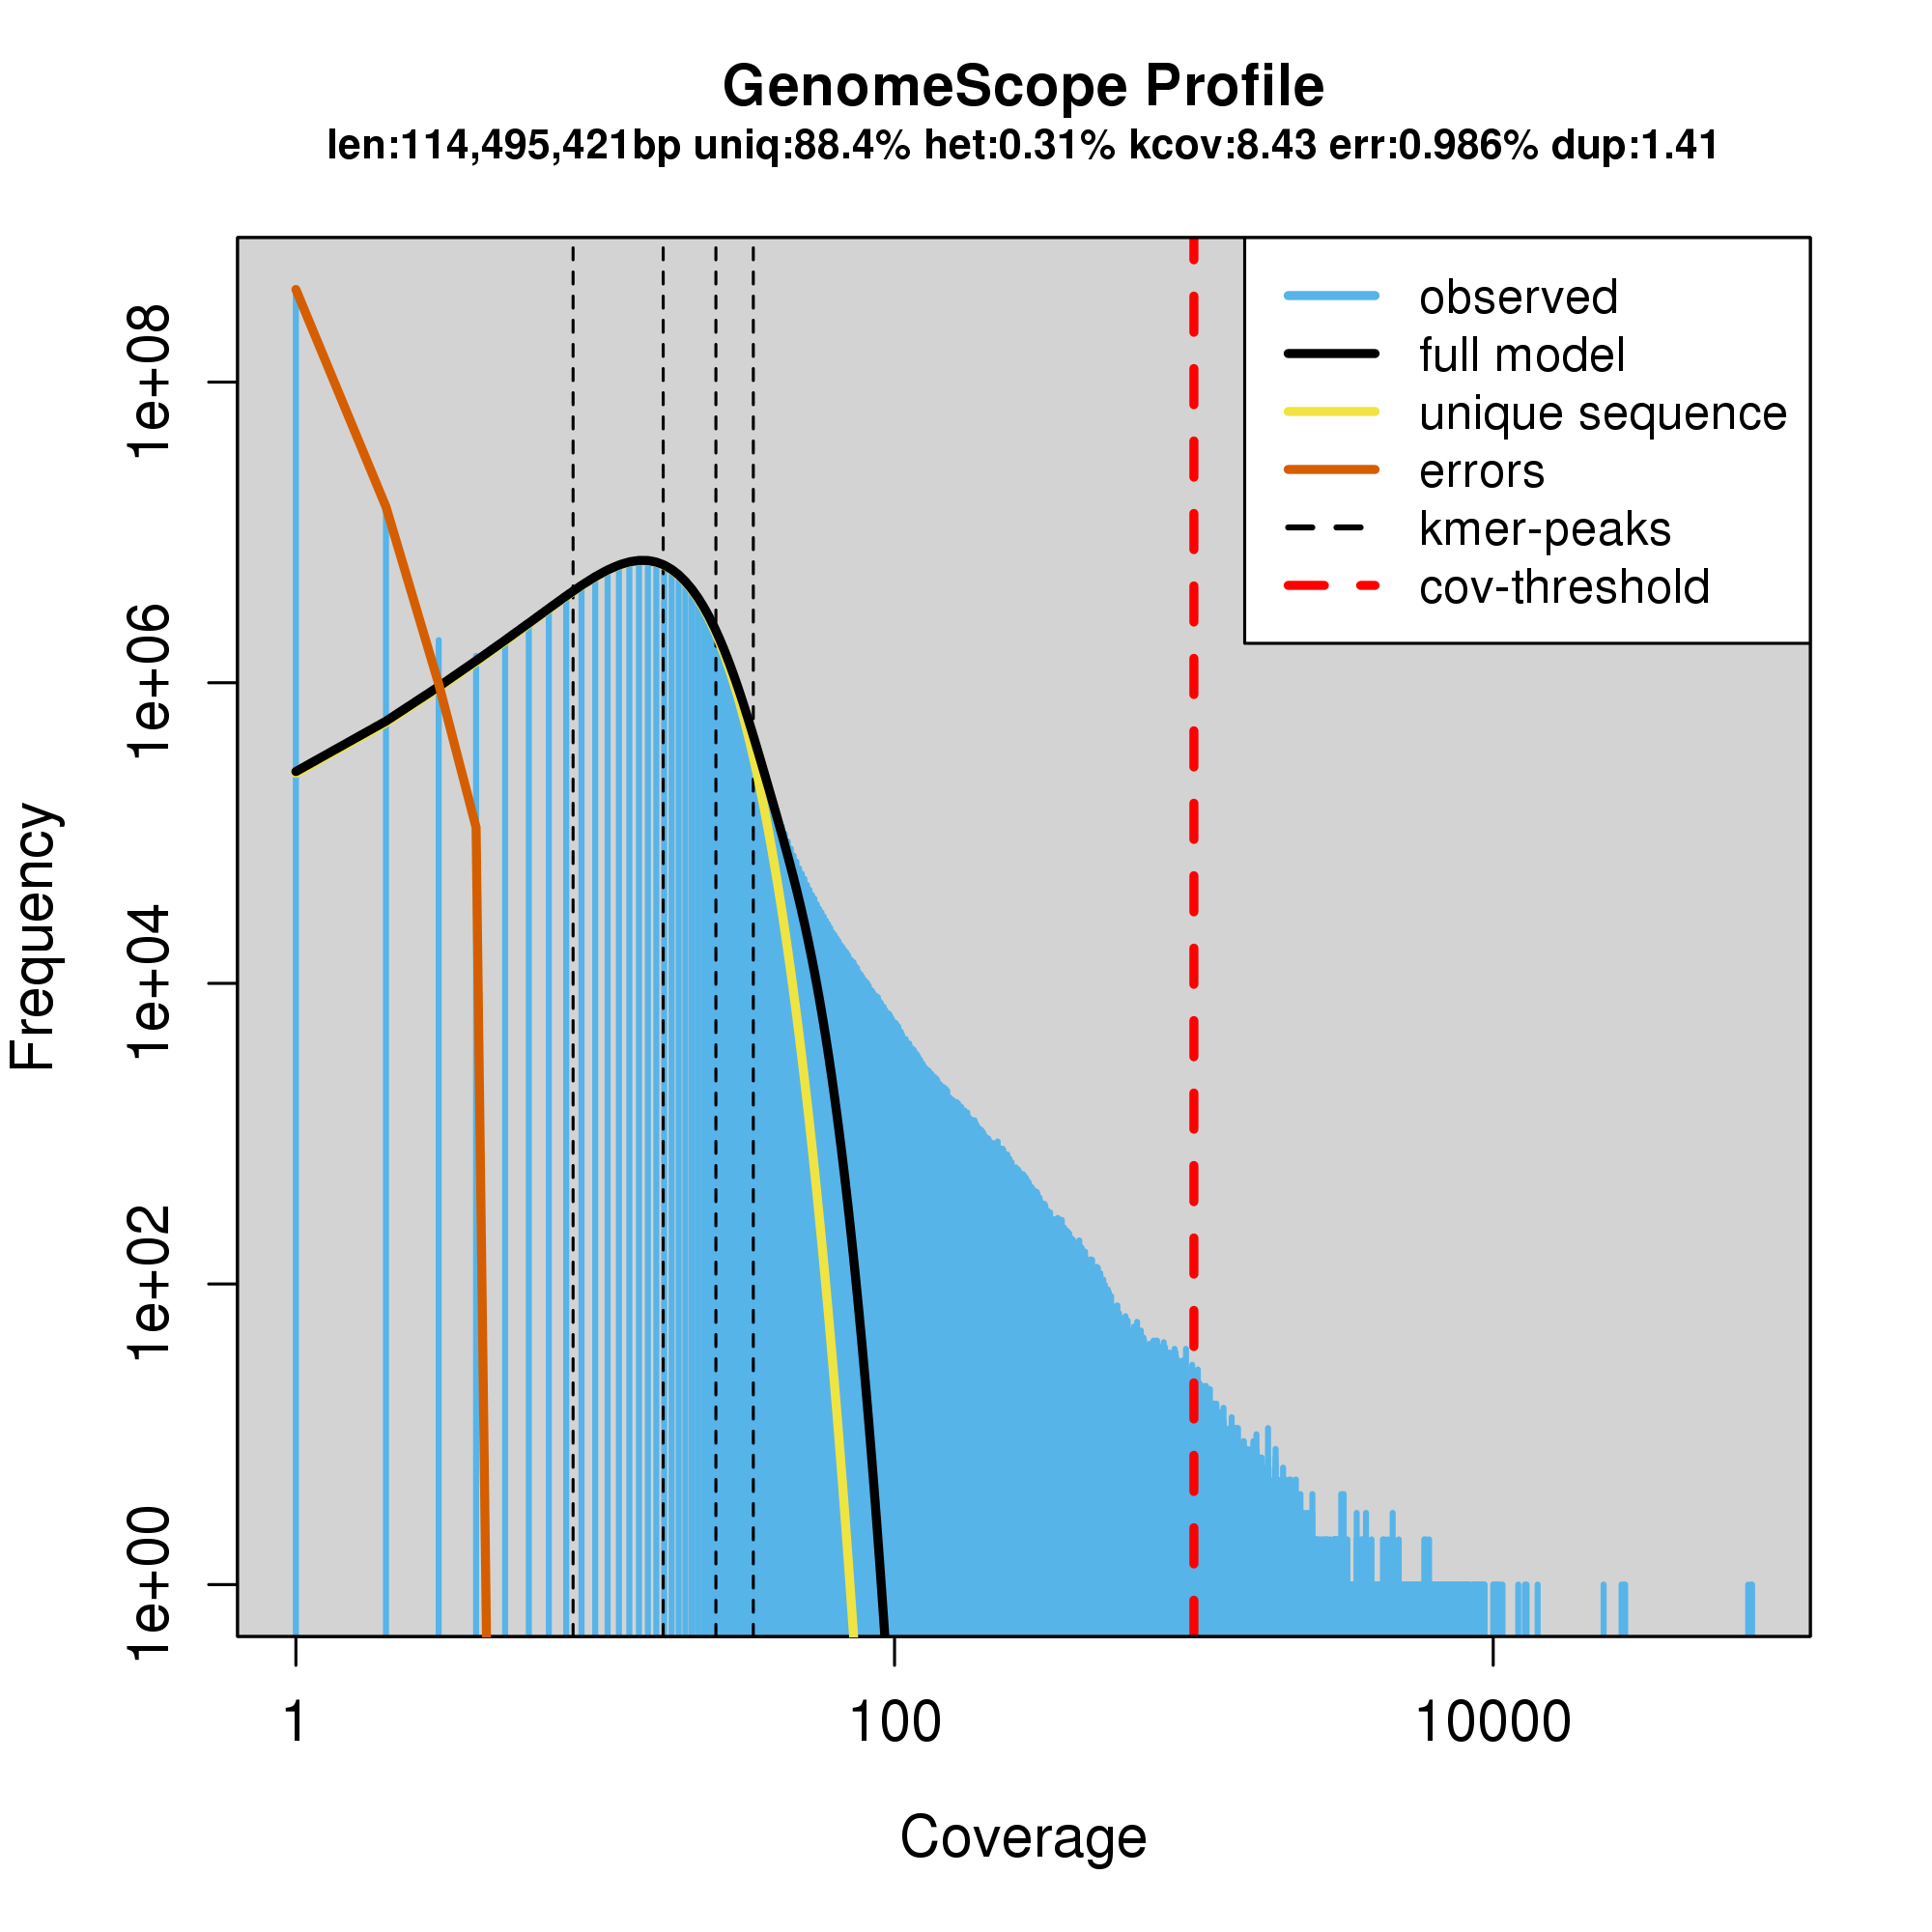 GenomeScope Profile
len:114,495,421bp uniq:88.4% het:0.31% kcov:8.43 err:0.986% dup:1.41
observed
full model
unique sequence
errors
kmer-peaks
cov-threshold
Frequency
1e+08
1e+06
1e+04
1e+02
1e+00
1
100
10000
Coverage